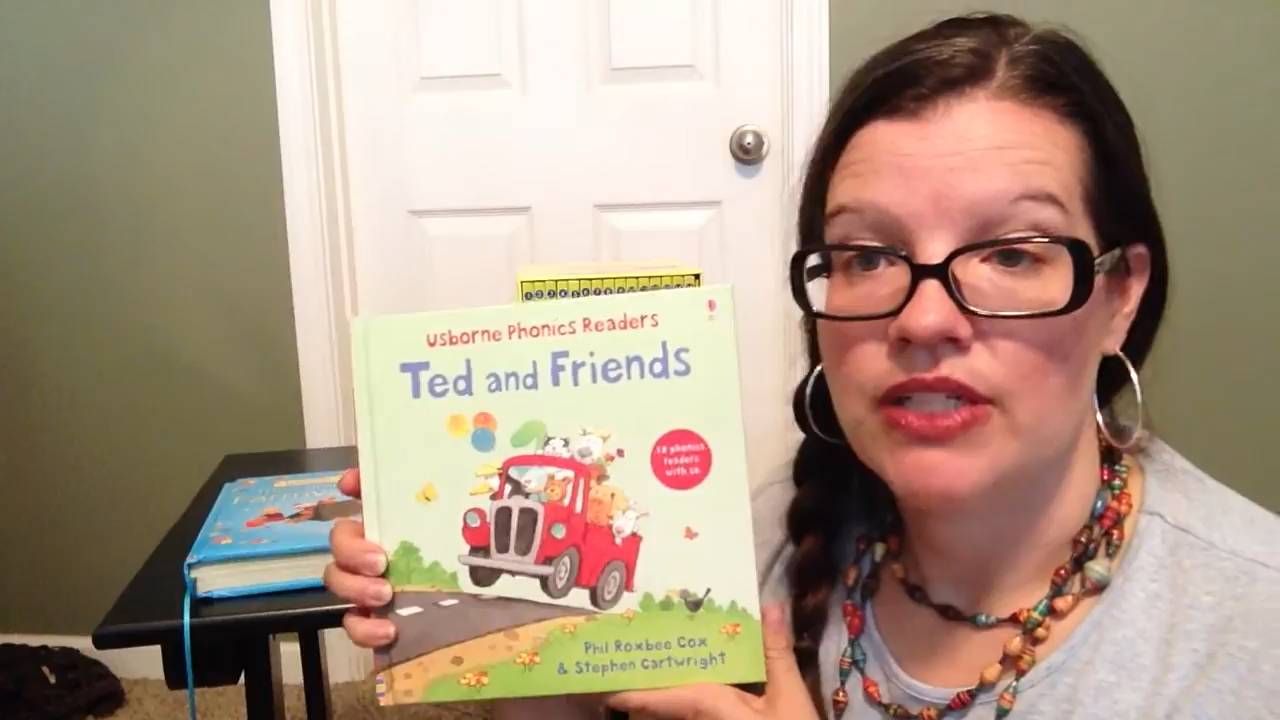 Usborne Phonics Readers
Ted and Friends
12 phonics
readers
with CD
Phil Roxbee Cox
& Stephen Cartwright